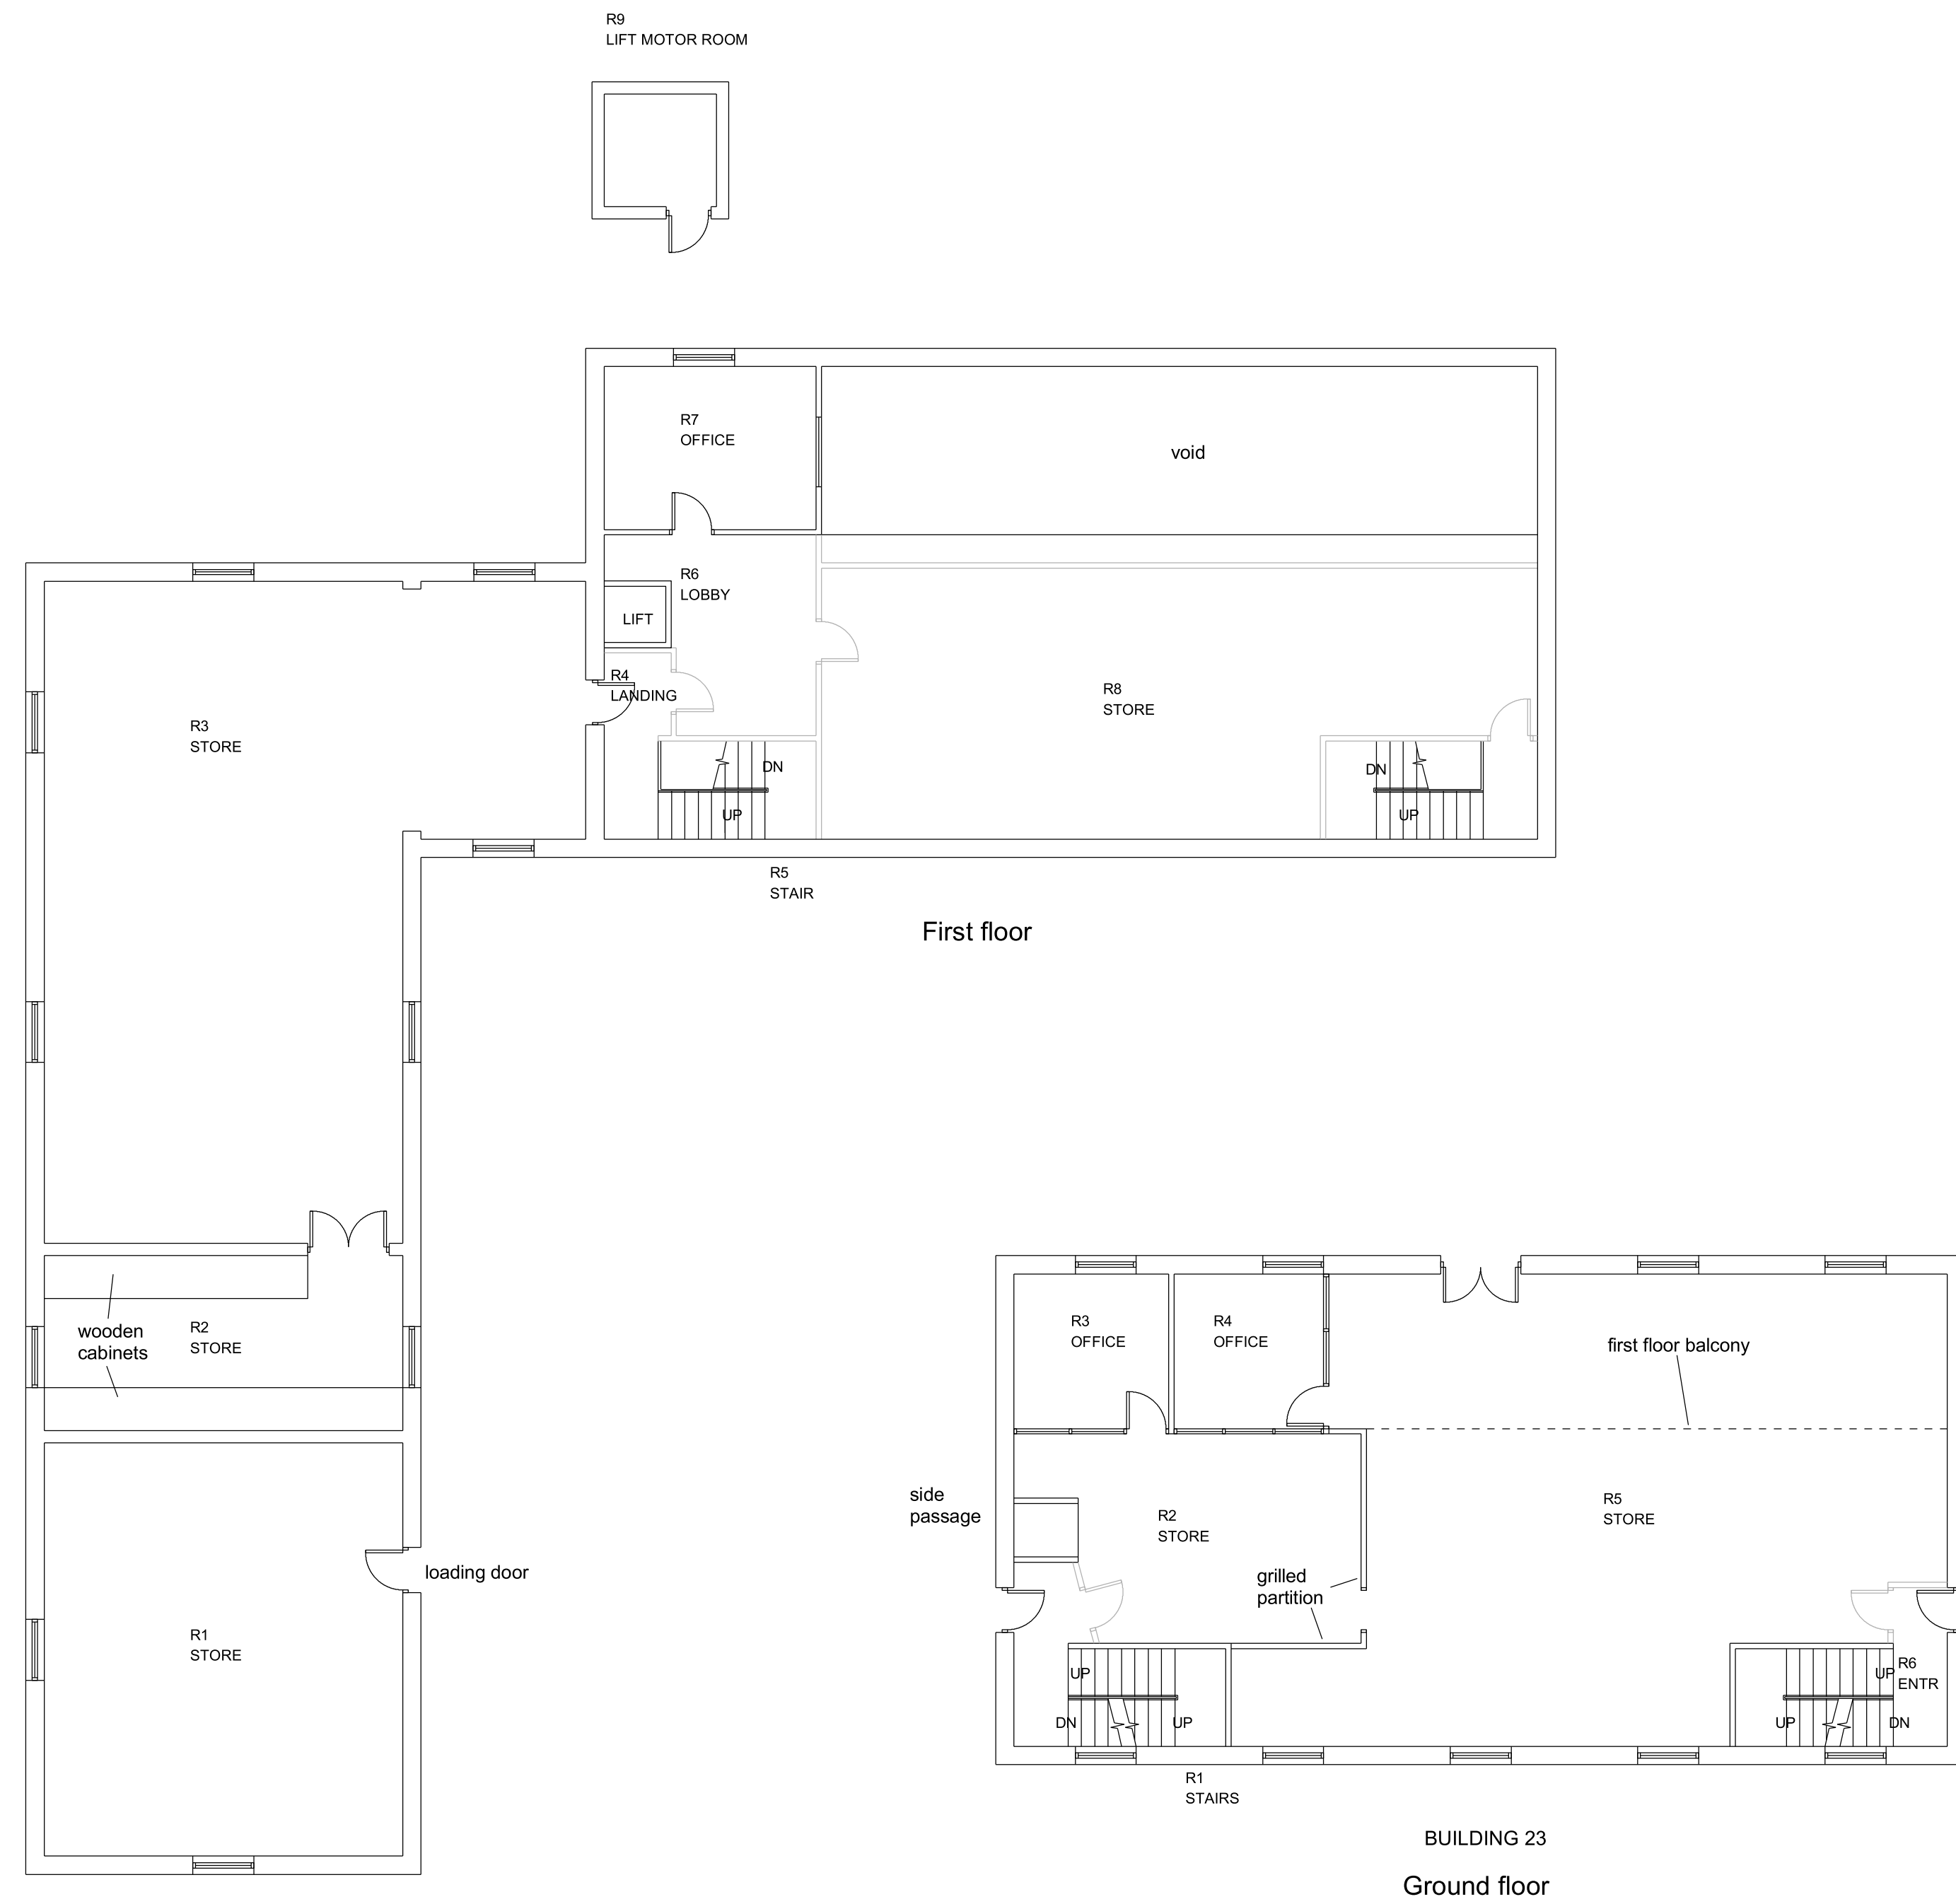 R9
LIFT MOTOR ROOM
R7
OFFICE
void
R6
LOBBY
LIFT
R4
LANDING
R8
STORE
R3
STORE
DN
UP
DN
UP
R5
STAIR
First floor
wooden
cabinets
R2
STORE
loading door
R1
STORE
R3
OFFICE
R4
OFFICE
first floor balcony
side
passage
R2
STORE
R5
STORE
grilled
partition
UP
DN
UP
UP
R6
ENTR
UP
DN
R1
STAIRS
BUILDING 23
Ground floor